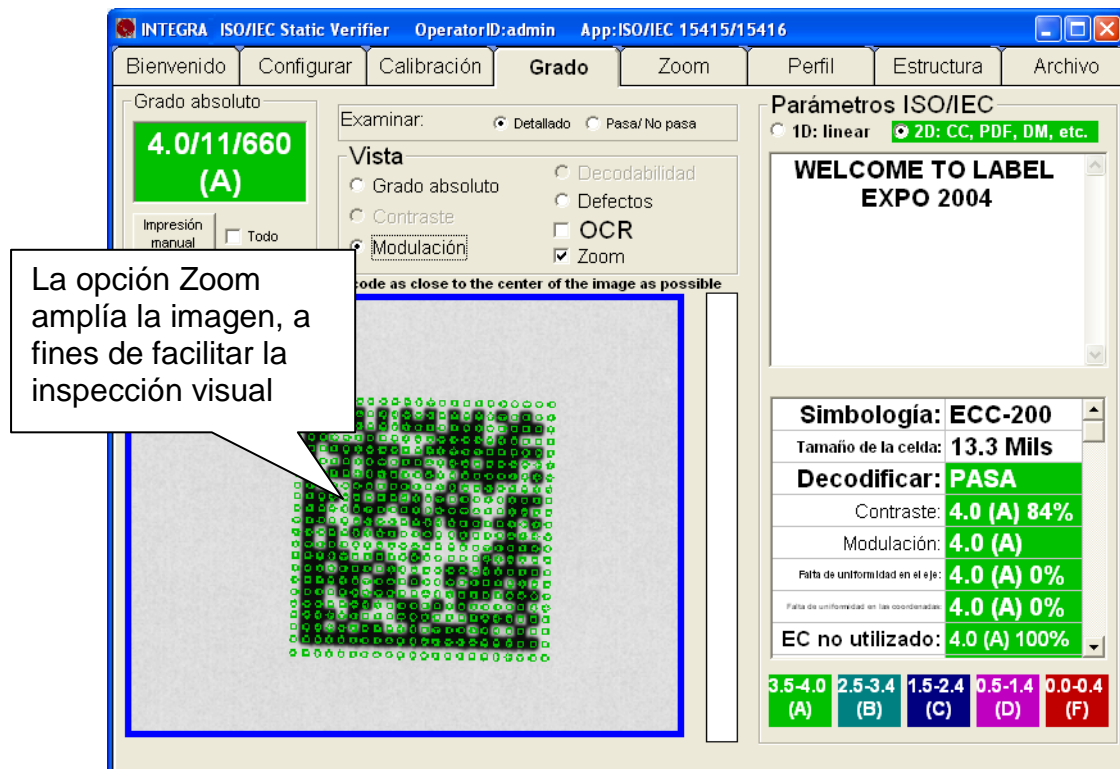 INTEGRA ISO/IEC Static Verifier OperatorID:admin App:ISO/IEC 15415/15416
Bienvenido Configurar Calibración Grado Zoom Perfil Estructura Archivo
Grado absoluto
4.0/11/660
(A)
Impresión
manual
Todo
Examinar: Detallado Pasa/ No pasa
Vista
Grado absoluto
Contraste
Modulación
Decodabilidad
Defectos
OCR
Zoom
code as close to the center of the image as possible
La opción Zoom
amplía la imagen, a
fines de facilitar la
inspección visual
Parámetros ISO/IEC
1D: linear 2D: CC, PDF, DM, etc.
WELCOME TO LABEL
EXPO 2004
Simbología: ECC-200
Tamaño de la celda: 13.3 Mils
Decodificar: PASA
Contraste: 4.0 (A) 84%
Modulación: 4.0 (A)
Falta de uniformidad en el eje: 4.0 (A) 0%
Falta de uniformidad en las coordenadas: 4.0 (A) 0%
EC no utilizado: 4.0 (A) 100%
3.5-4.0 2.5-3.4 1.5-2.4 0.5-1.4 0.0-0.4
(A) (B) (C) (D) (F)